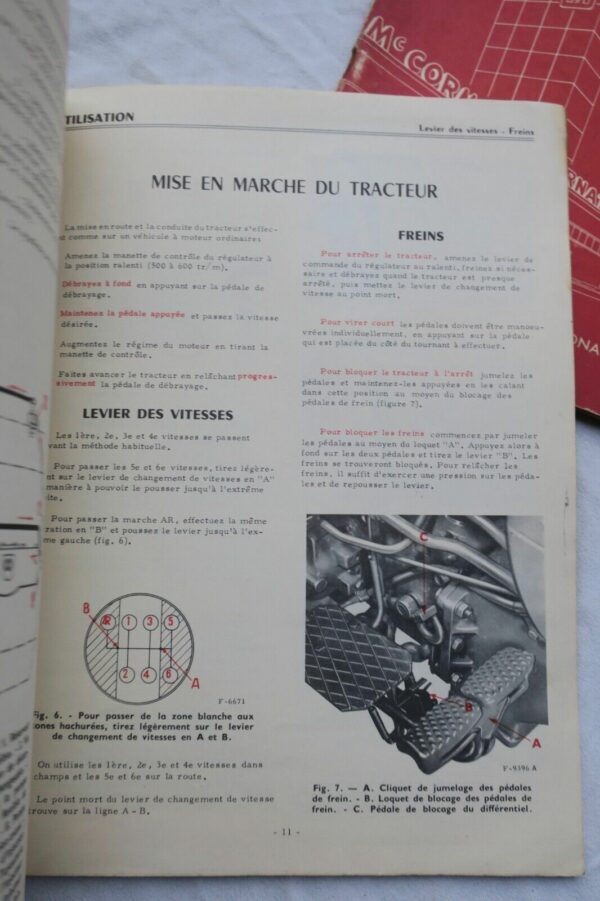 TILISATION
Levier des vitesses - Freins
MISE EN MARCHE DU TRACTEUR
La mise en route et la conduite du tracteur s'effec-
comme sur un véhicule à moteur ordinaire:
Amenez la manette de contrôle du régulateur à
la position ralenti (500 à 600 tr/m).
Débrayez à fond en appuyant sur la pédale de
débrayage.
Maintenez la pédale appuyée et passez la vitesse
désirée.
Augmentez le régime du moteur en tirant la
manette de contrôle.
Faites avancer le tracteur en relâchant progres-
sivement la pédale de débrayage.
LEVIER DES VITESSES
Les 1ère, 2e, 3e et 4e vitesses se passent
vant la méthode habituelle.
Pour passer les 5e et 6e vitesses, tirez légère-
nt sur le levier de changement de vitesses en "A"
manière à pouvoir le pousser jusqu'à l'extrême
ite.
Pour passer la marche AR, effectuez la même
ration en "B" et poussez le levier jusqu'à l'ex-
me gauche (fig. 6).
B
AR 1 3 5
2 4 6
A
F-6671
Fig. 6. - Pour passer de la zone blanche aux
zones hachurées, tirez légèrement sur le levier
de changement de vitesses en A et B.
On utilise les 1ère, 2e, 3e et 4e vitesses dans
champs et les 5e et 6e sur la route.
Le point mort du levier de changement de vitesse
trouve sur la ligne A - B.
FREINS
Pour arrêter le tracteur, amenez le levier de
commande du régulateur au ralenti, freinez si néces-
saire et débrayez quand le tracteur est presque
arrêté, puis mettez le levier de changement de
vitesse au point mort.
Pour virer court les pédales doivent être manoeu-
vrées individuellement, en appuyant sur la pédale
qui est placée du côté du tournant à effectuer.
Pour bloquer le tracteur à l'arrêt jumelez les
pédales et maintenez-les appuyées en les calant
dans cette position au moyen du blocage des
pédales de frein (figure 7).
Pour bloquer les freins commencez par jumeler
les pédales au moyen du loquet "A". Appuyez alors à
fond sur les deux pédales et tirez le levier "B". Les
freins se trouveront bloqués. Pour relâcher les
freins, il suffit d'exercer une pression sur les péda-
les et de repousser le levier.
C
B
A
F-9396 A
Fig. 7. — A. Cliquet de jumelage des pédales
de frein. - B. Loquet de blocage des pédales de
frein. - C. Pédale de blocage du différentiel.
- 11 -
McCORM